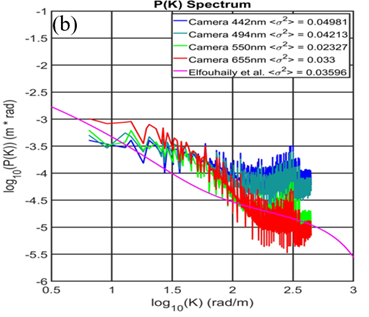 P(K) Spectrum
(b)
Camera 442nm <σ²> = 0.04981
Camera 494nm <σ²> = 0.04213
Camera 550nm <σ²> = 0.02327
Camera 655nm <σ²> = 0.033
Elfouhaily et al. <σ²> = 0.03596
log₁₀(P(K)) (m * rad)
-1
-1.5
-2
-2.5
-3
-3.5
-4
-4.5
-5
-5.5
-6
0.5 1 1.5 2 2.5 3
log₁₀(K) (rad/m)